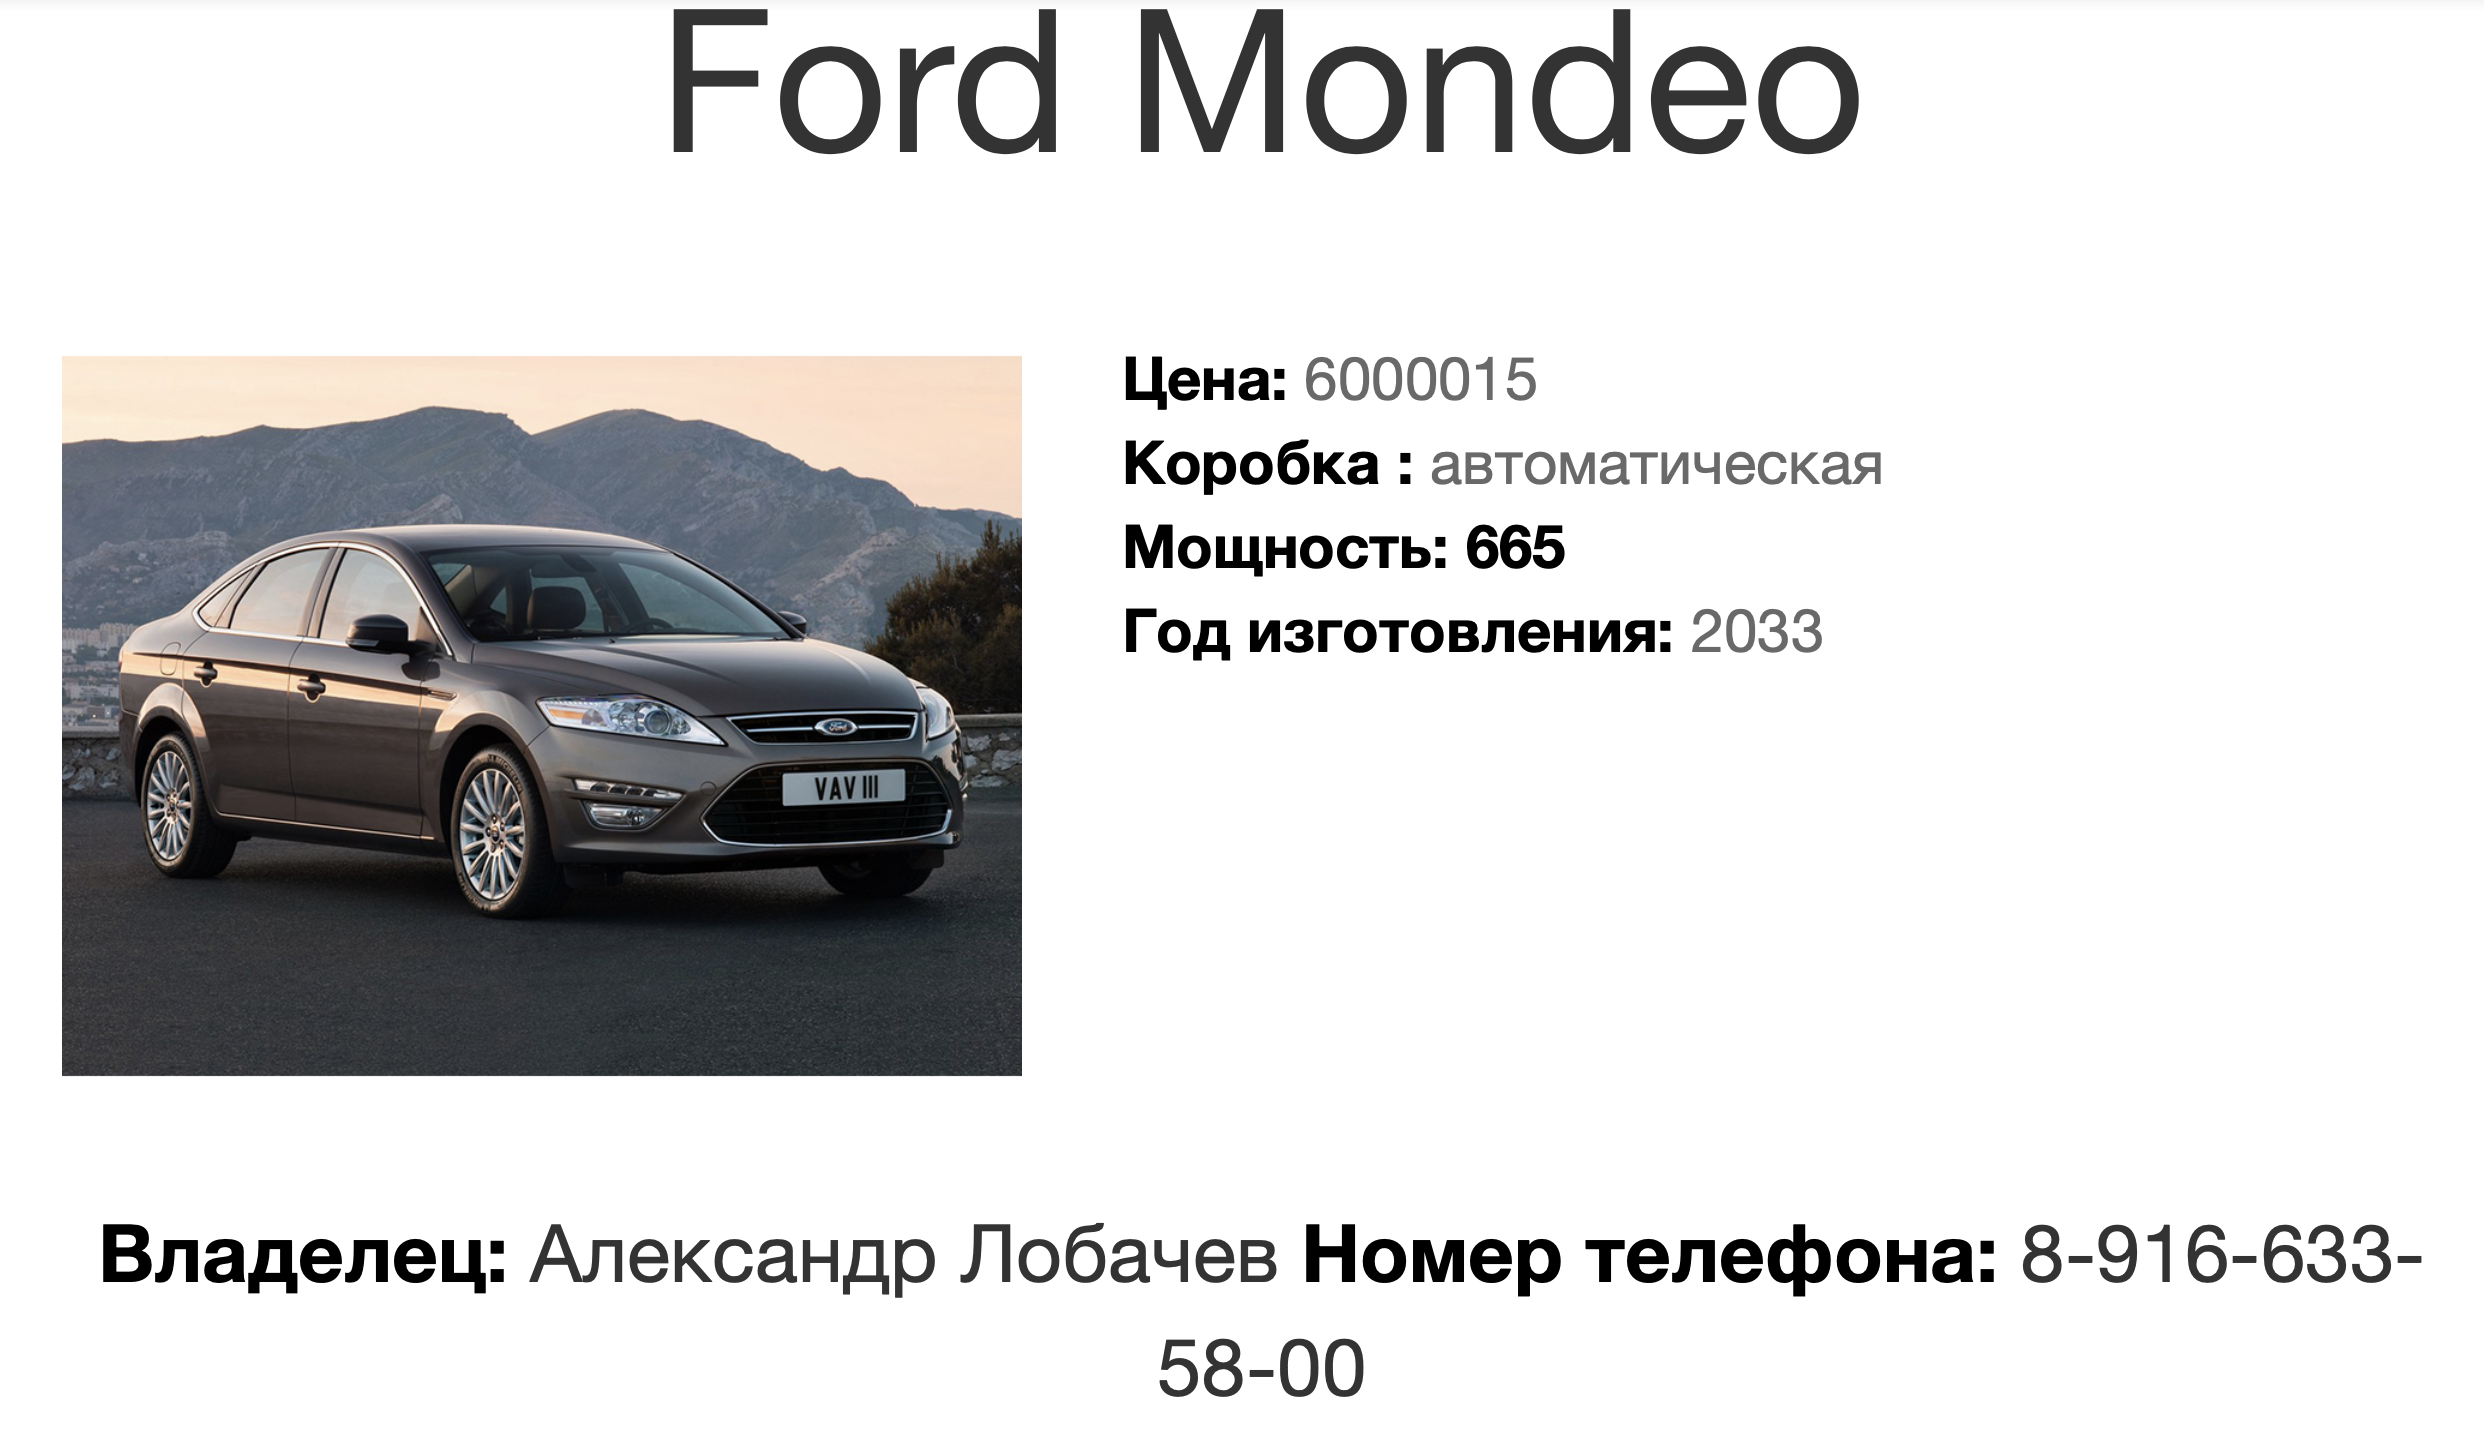 Ford Mondeo
Цена: 6000015
Коробка : автоматическая
Мощность: 665
Год изготовления: 2033
Ford
VAV III
Владелец: Александр Лобачев Номер телефона: 8-916-633-
58-00